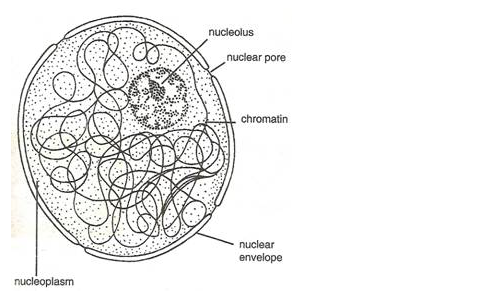 nucleolus
nuclear pore
chromatin
nuclear
envelope
nucleoplasm